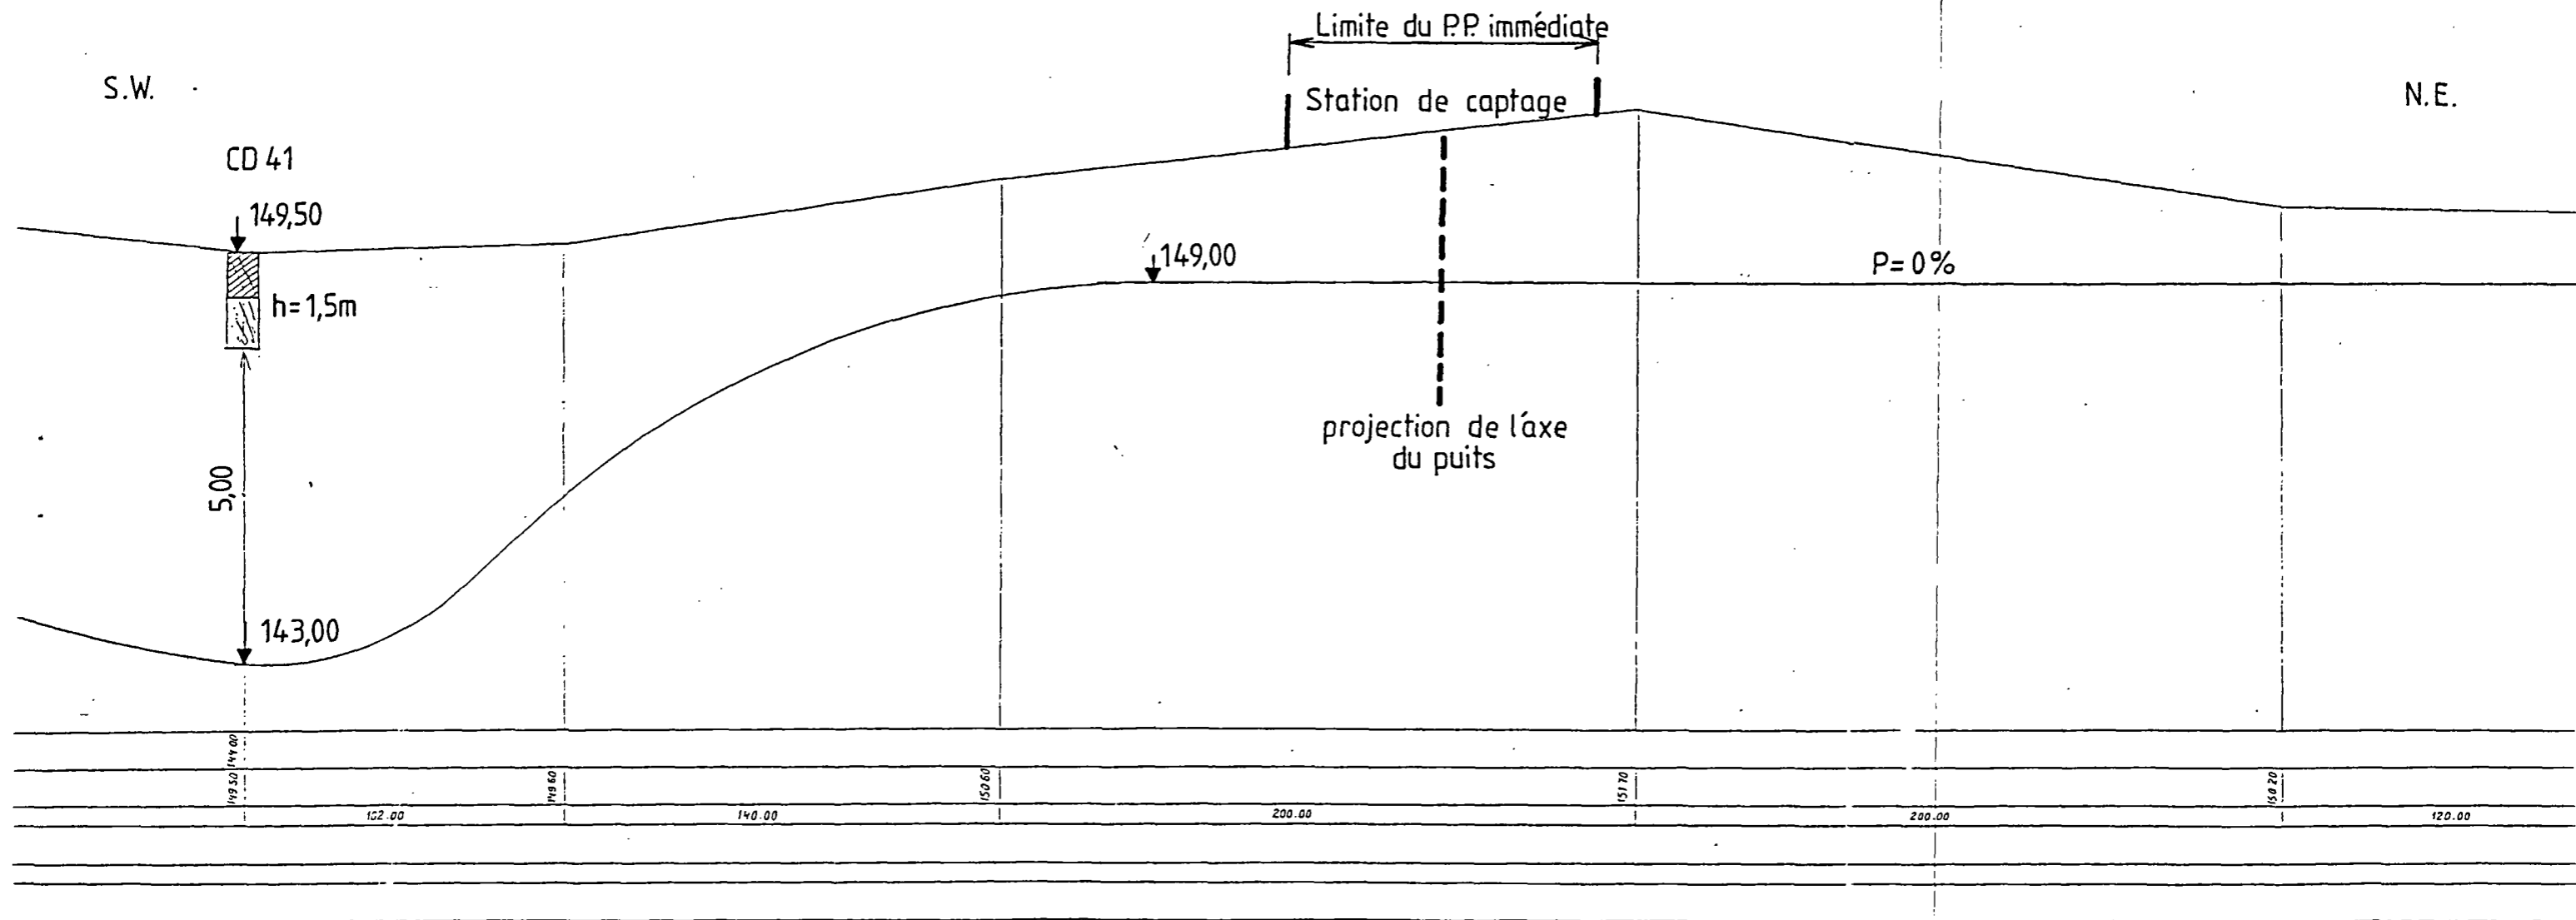 Limite du P.P. immédiate
S.W.
Station de captage
N.E.
CD 41
149,50
149,00
P=0%
h=1,5m
projection de l'axe
du puits
5,00
143,00
144 00
149.50
149.60
150.60
151 70
150 20
102.00
140.00
200.00
200.00
120.00